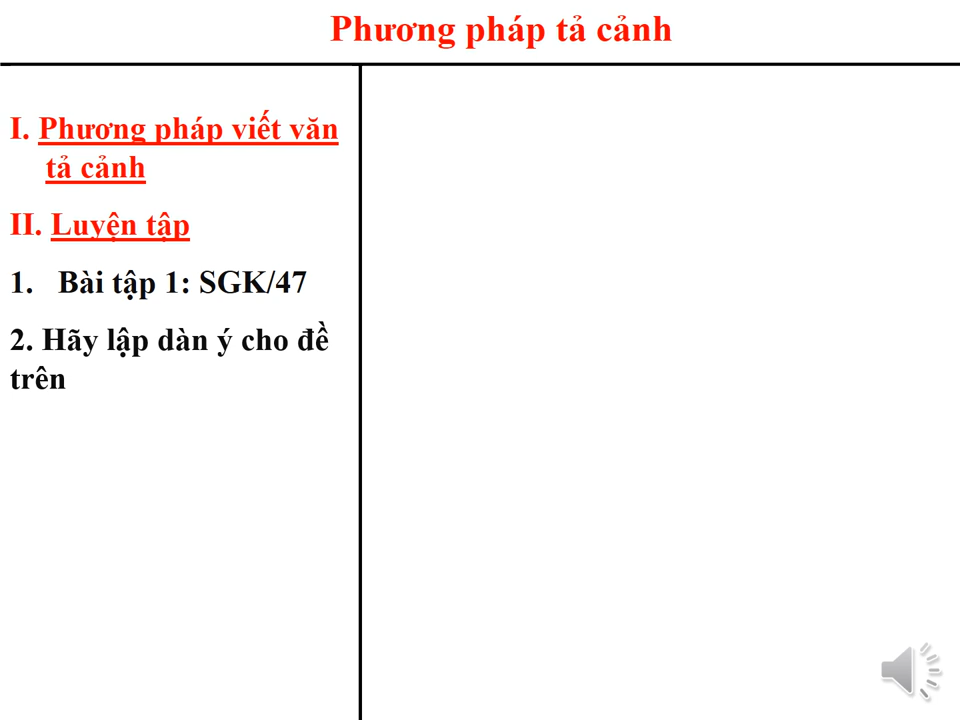 Phương pháp tả cảnh
I. Phương pháp viết văn
tả cảnh
II. Luyện tập
1. Bài tập 1: SGK/47
2. Hãy lập dàn ý cho đề
trên